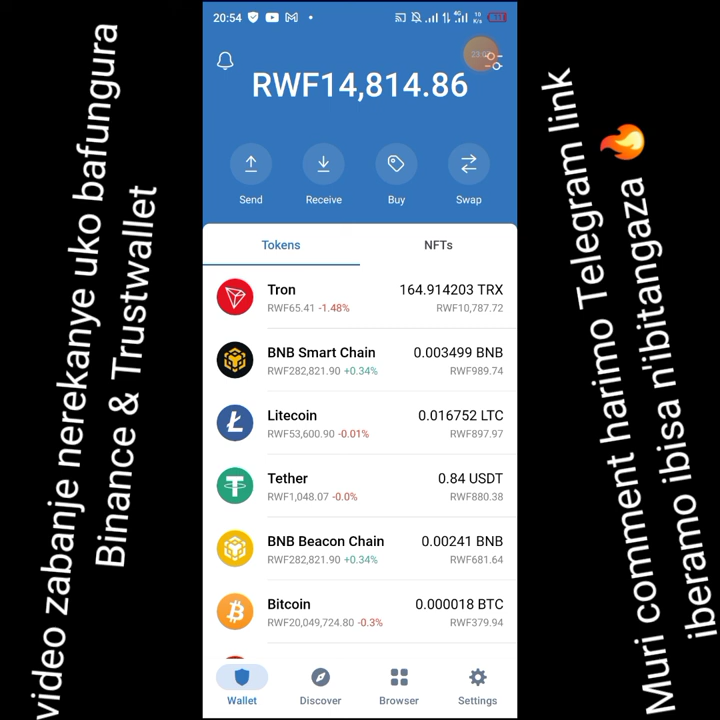 video zabanje nerekanye uko bafungura
Binance & Trustwallet
20:54
4G
10
K/s
11
23:02
RWF14,814.86
Send
Receive
Buy
Swap
Tokens
NFTs
Tron
164.914203 TRX
RWF65.41 -1.48%
RWF10,787.72
BNB Smart Chain
0.003499 BNB
RWF282,821.90 +0.34%
RWF989.74
Litecoin
0.016752 LTC
RWF53,600.90 -0.01%
RWF897.97
Tether
0.84 USDT
RWF1,048.07 -0.0%
RWF880.38
BNB Beacon Chain
0.00241 BNB
RWF282,821.90 +0.34%
RWF681.64
Bitcoin
0.000018 BTC
RWF20,049,724.80 -0.3%
RWF379.94
Wallet
Discover
Browser
Settings
Muri comment harimo Telegram link
iberamo ibisa n'ibitangaza 🔥